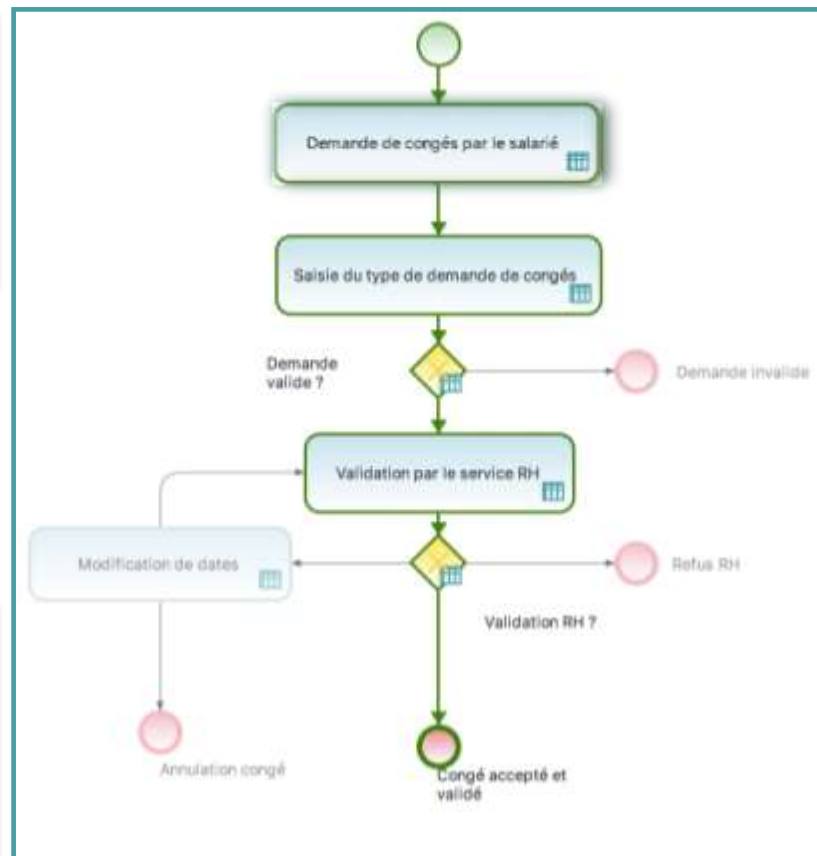 Demande de congés par le salarié
Saisie du type de demande de congés
Demande
valide ?
Demande invalide
Validation par le service RH
Modification de dates
Refus RH
Validation RH ?
Annulation congé
Congé accepté et
validé